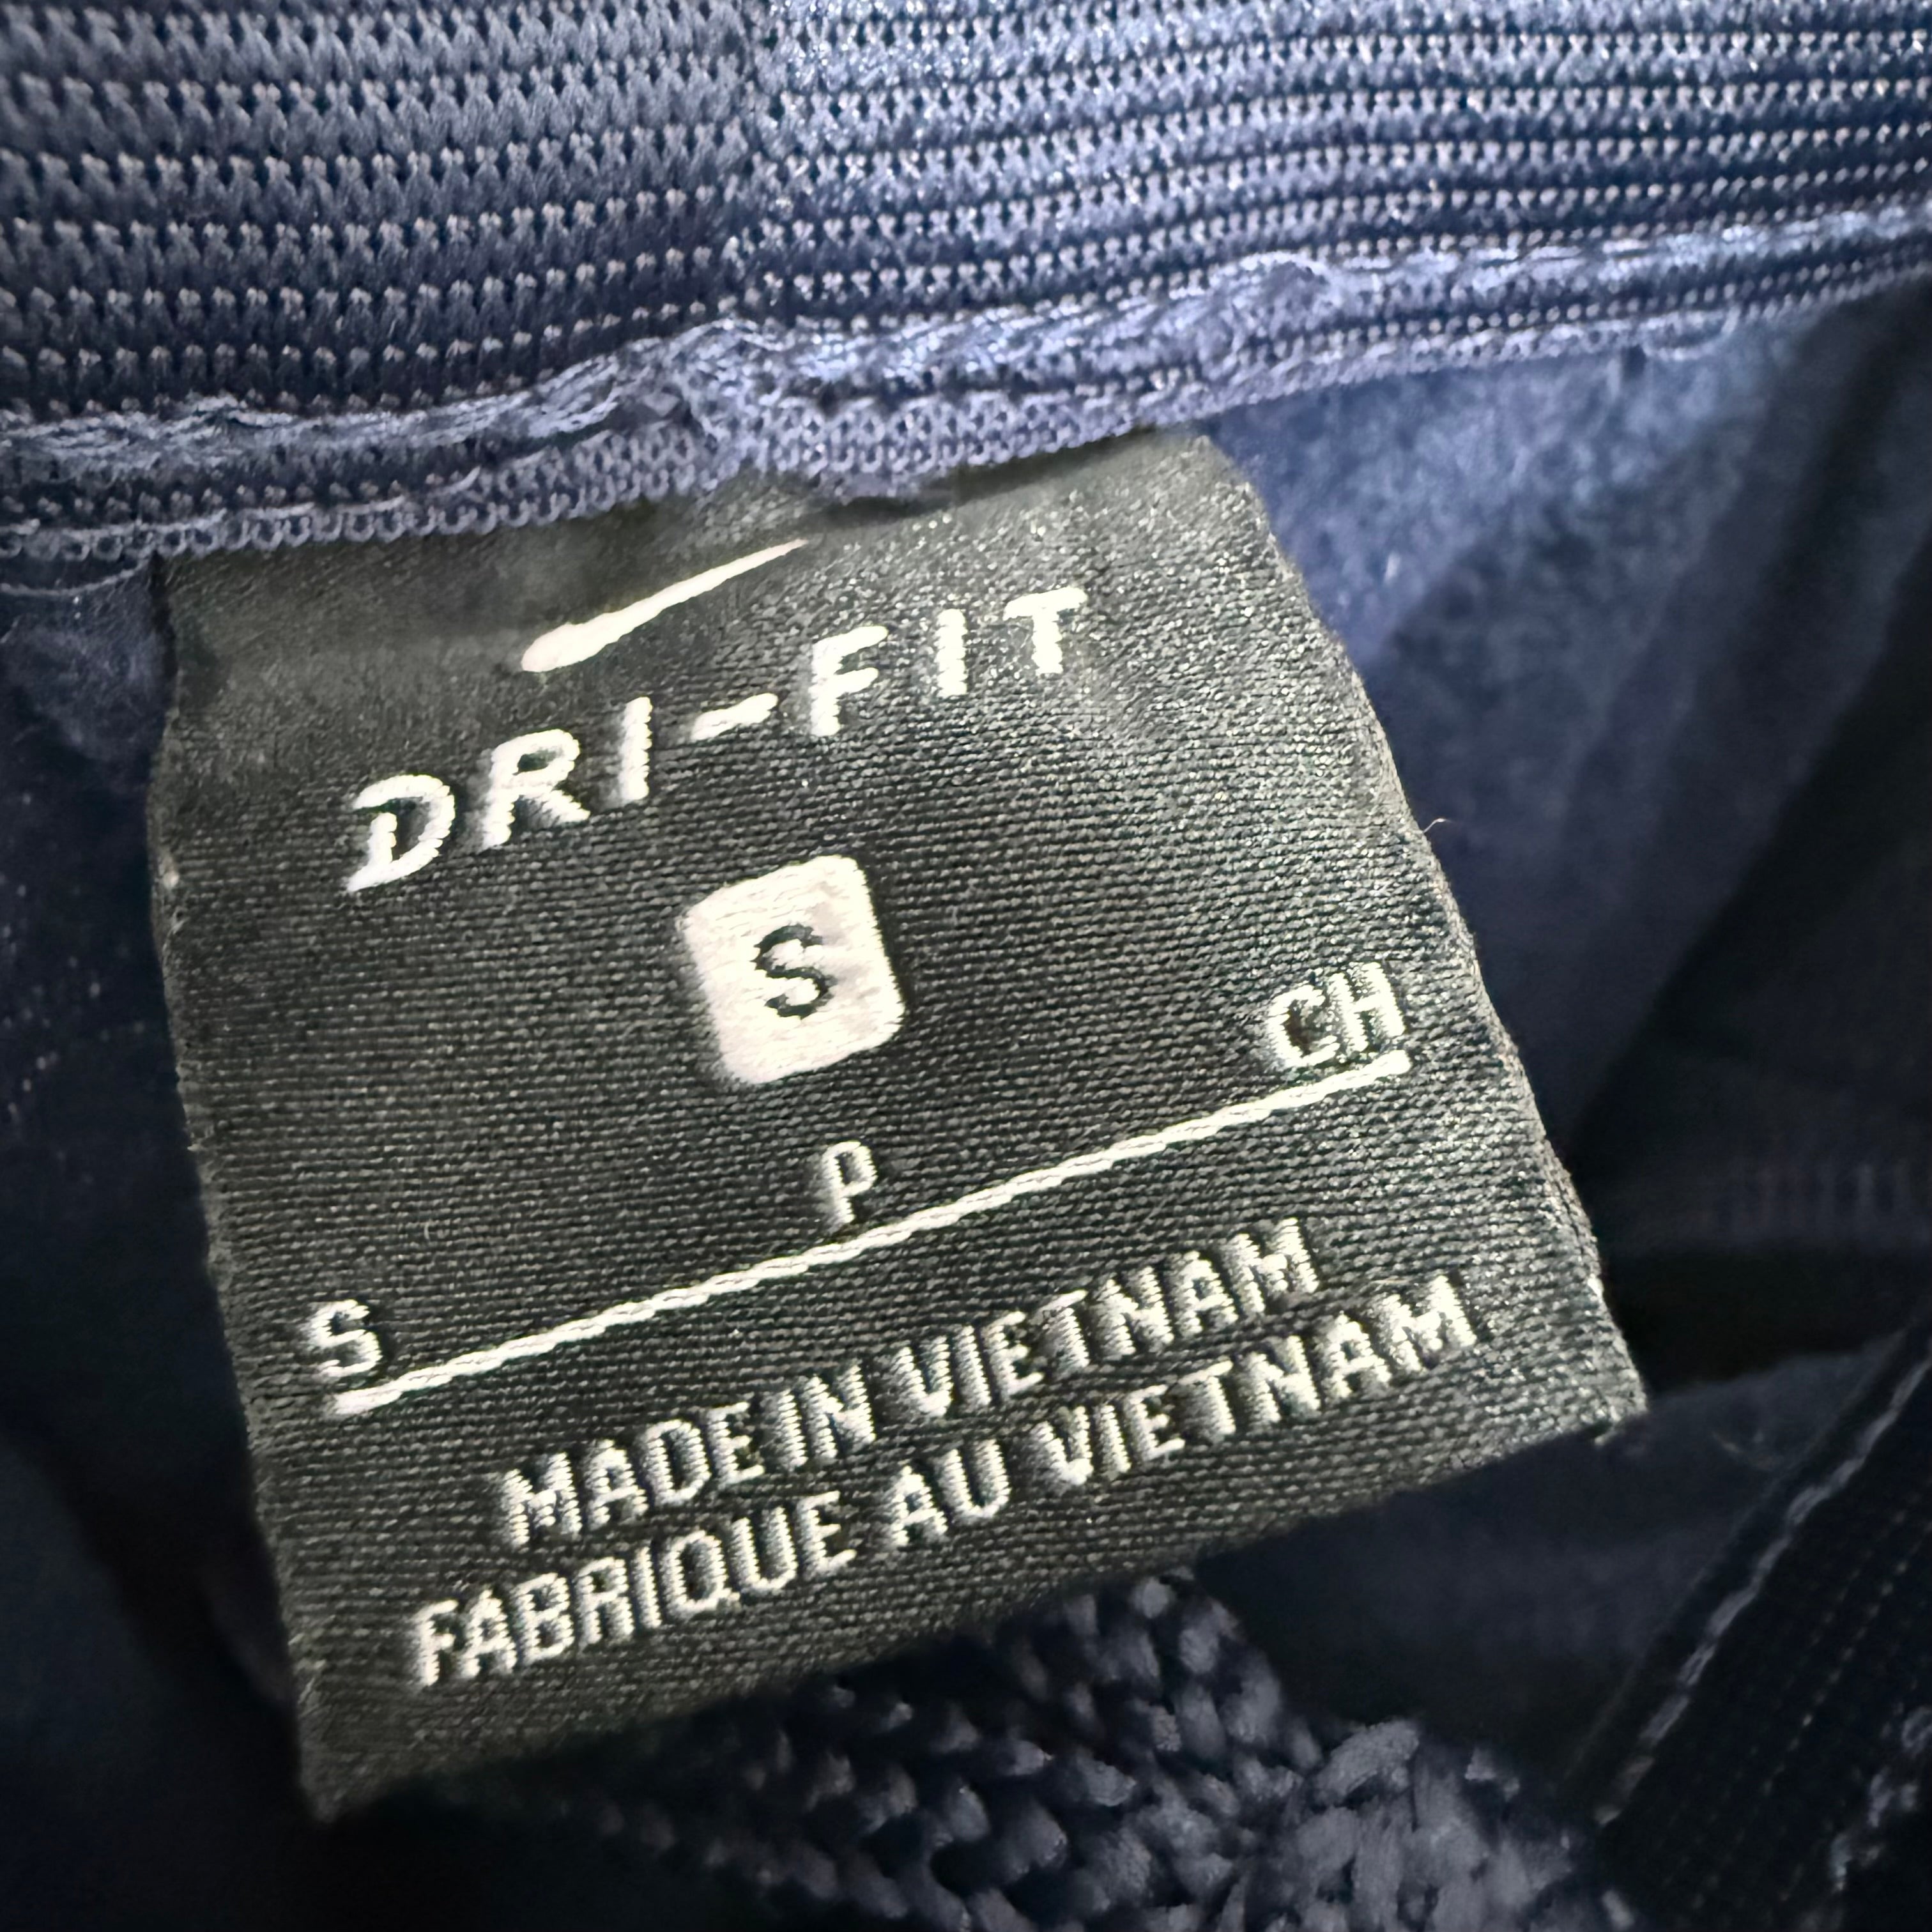 DRI-FIT
S
S P CH
MADE IN VIETNAM
FABRIQUE AU VIETNAM